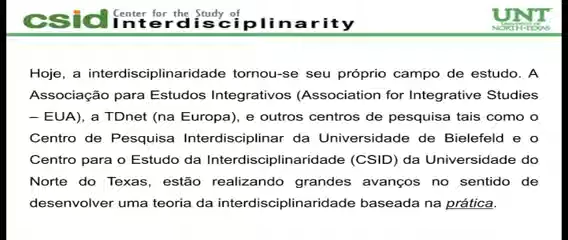 csid Center for the Study of
Interdisciplinarity
UNT
UNIVERSITY OF
NORTH·TEXAS
Hoje, a interdisciplinaridade tornou-se seu próprio campo de estudo. A
Associação para Estudos Integrativos (Association for Integrative Studies
– EUA), a TDnet (na Europa), e outros centros de pesquisa tais como o
Centro de Pesquisa Interdisciplinar da Universidade de Bielefeld e o
Centro para o Estudo da Interdisciplinaridade (CSID) da Universidade do
Norte do Texas, estão realizando grandes avanços no sentido de
desenvolver uma teoria da interdisciplinaridade baseada na prática.